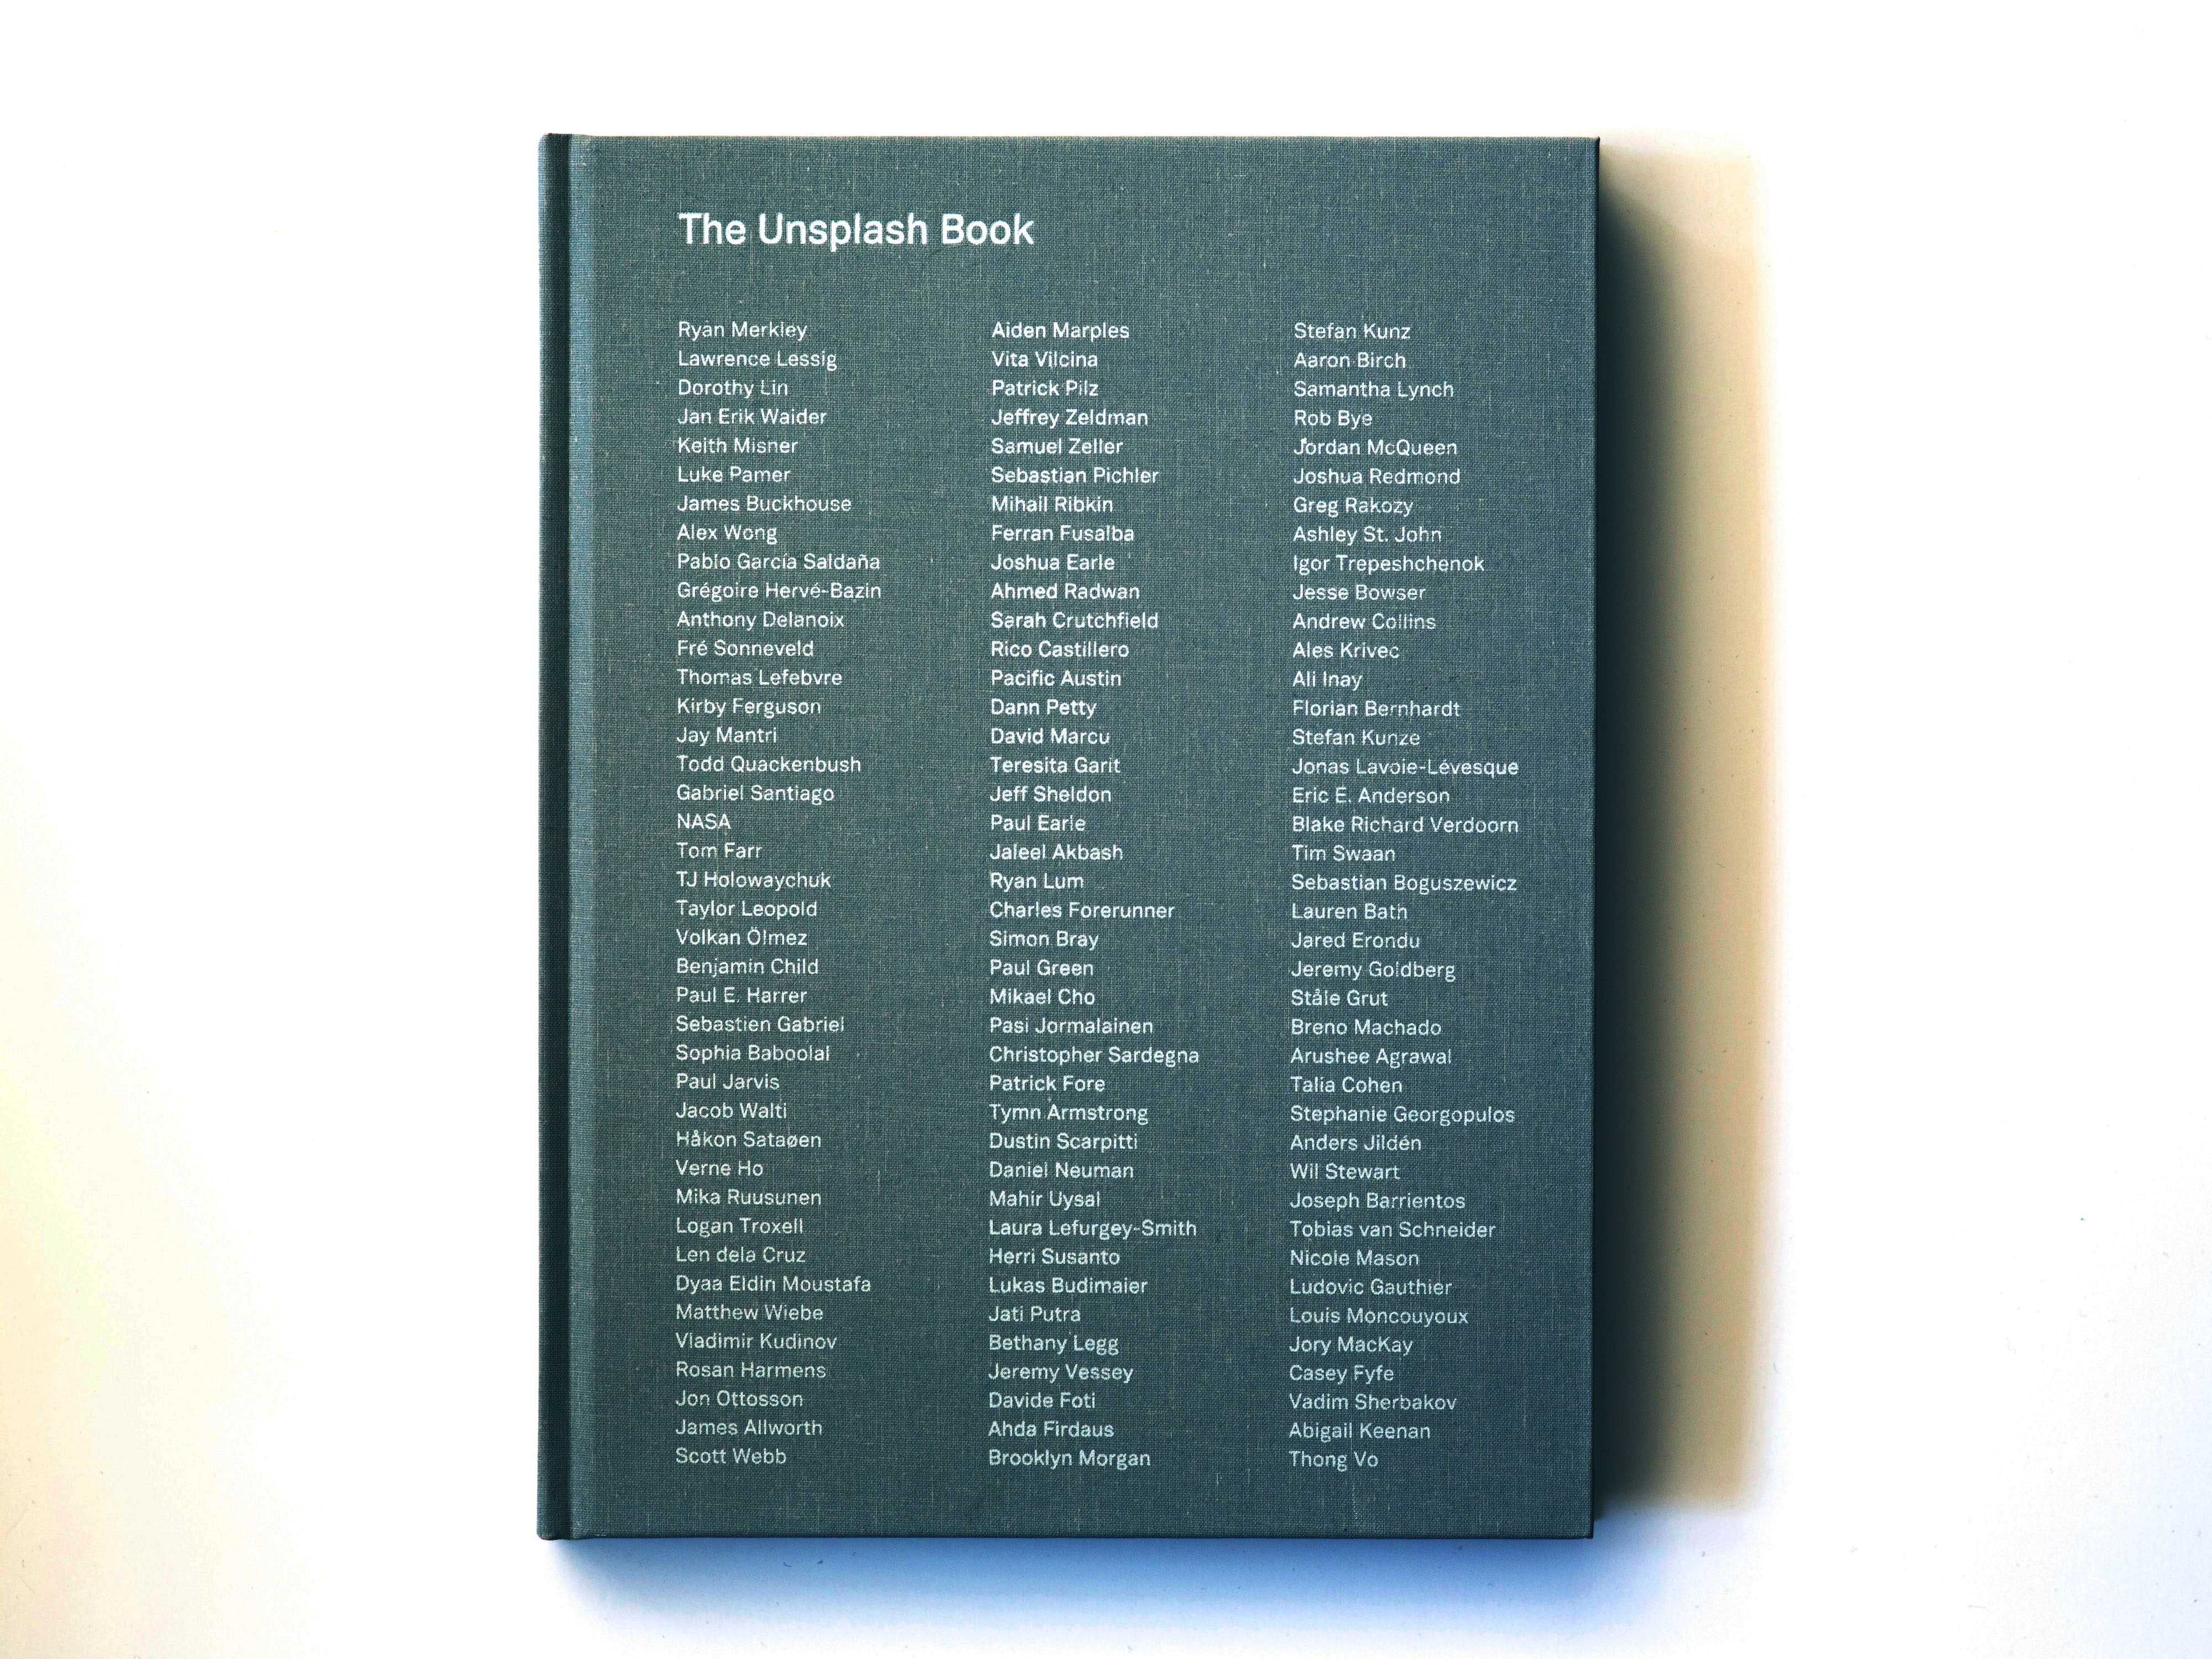 The Unsplash Book
Ryan Merkley
Lawrence Lessig
Dorothy Lin
Jan Erik Waider
Keith Misner
Luke Pamer
James Buckhouse
Alex Wong
Pablo García Saldaña
Grégoire Hervé-Bazin
Anthony Delanoix
Fré Sonneveld
Thomas Lefebvre
Kirby Ferguson
Jay Mantri
Todd Quackenbush
Gabriel Santiago
NASA
Tom Farr
TJ Holowaychuk
Taylor Leopold
Volkan Ölmez
Benjamin Child
Paul E. Harrer
Sebastien Gabriel
Sophia Baboolal
Paul Jarvis
Jacob Walti
Håkon Sataøen
Verne Ho
Mika Ruusunen
Logan Troxell
Len dela Cruz
Dyaa Eldin Moustafa
Matthew Wiebe
Vladimir Kudinov
Rosan Harmens
Jon Ottosson
James Allworth
Scott Webb
Aiden Marples
Vita Vilcina
Patrick Pilz
Jeffrey Zeldman
Samuel Zeller
Sebastian Pichler
Mihail Ribkin
Ferran Fusalba
Joshua Earle
Ahmed Radwan
Sarah Crutchfield
Rico Castillero
Pacific Austin
Dann Petty
David Marcu
Teresita Garit
Jeff Sheldon
Paul Earle
Jaleel Akbash
Ryan Lum
Charles Forerunner
Simon Bray
Paul Green
Mikael Cho
Pasi Jormalainen
Christopher Sardegna
Patrick Fore
Tymn Armstrong
Dustin Scarpitti
Daniel Neuman
Mahir Uysal
Laura Lefurgey-Smith
Herri Susanto
Lukas Budimaier
Jati Putra
Bethany Legg
Jeremy Vessey
Davide Foti
Ahda Firdaus
Brooklyn Morgan
Stefan Kunz
Aaron Birch
Samantha Lynch
Rob Bye
Jordan McQueen
Joshua Redmond
Greg Rakozy
Ashley St. John
Igor Trepeshchenok
Jesse Bowser
Andrew Collins
Ales Krivec
Ali Inay
Florian Bernhardt
Stefan Kunze
Jonas Lavoie-Lévesque
Eric E. Anderson
Blake Richard Verdoorn
Tim Swaan
Sebastian Boguszewicz
Lauren Bath
Jared Erondu
Jeremy Goldberg
Ståle Grut
Breno Machado
Arushee Agrawal
Talia Cohen
Stephanie Georgopulos
Anders Jildén
Wil Stewart
Joseph Barrientos
Tobias van Schneider
Nicole Mason
Ludovic Gauthier
Louis Moncouyoux
Jory MacKay
Casey Fyfe
Vadim Sherbakov
Abigail Keenan
Thong Vo